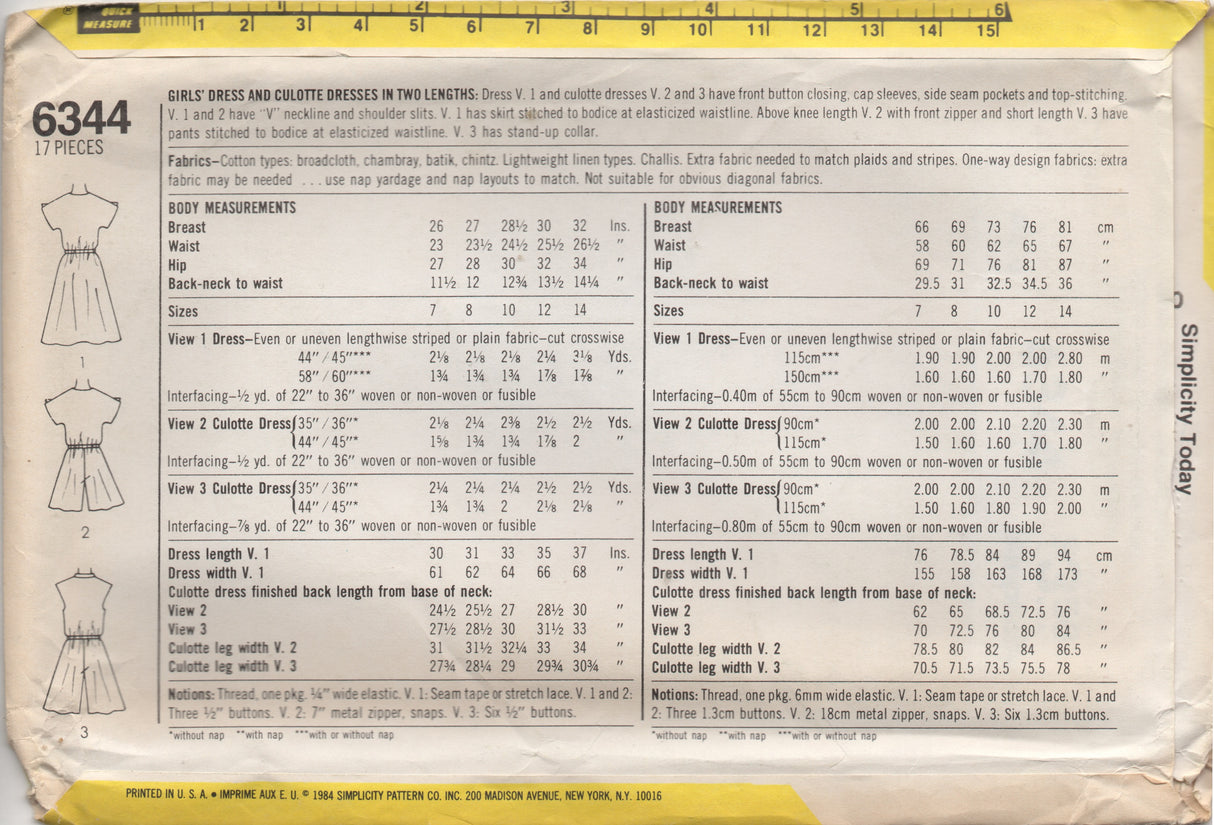 QUICK MEASURE
1 2 3 4 5 6
1 2 3 4 5 6 7 8 9 10 11 12 13 14 15
6344
17 PIECES
1
2
3
GIRLS' DRESS AND CULOTTE DRESSES IN TWO LENGTHS: Dress V. 1 and culotte dresses V. 2 and 3 have front button closing, cap sleeves, side seam pockets and top-stitching.
V. 1 and 2 have "V" neckline and shoulder slits. V. 1 has skirt stitched to bodice at elasticized waistline. Above knee length V. 2 with front zipper and short length V. 3 have
pants stitched to bodice at elasticized waistline. V. 3 has stand-up collar.
Fabrics–Cotton types: broadcloth, chambray, batik, chintz. Lightweight linen types. Challis. Extra fabric needed to match plaids and stripes. One-way design fabrics: extra
fabric may be needed ...use nap yardage and nap layouts to match. Not suitable for obvious diagonal fabrics.
BODY MEASUREMENTS
Breast 26 27 28½ 30 32 Ins.
Waist 23 23½ 24½ 25½ 26½ "
Hip 27 28 30 32 34 "
Back-neck to waist 11½ 12 12¾ 13½ 14¼ "
Sizes 7 8 10 12 14
View 1 Dress–Even or uneven lengthwise striped or plain fabric–cut crosswise
44"/45"*** 2⅛ 2⅛ 2⅛ 2¼ 3⅛ Yds.
58"/60"*** 1¾ 1¾ 1¾ 1⅞ 1⅞ "
Interfacing–½ yd. of 22" to 36" woven or non-woven or fusible
View 2 Culotte Dress{35"/36"* 2⅛ 2¼ 2⅜ 2½ 2½ Yds.
44"/45"* 1⅝ 1¾ 1¾ 1⅞ 2 "
Interfacing–½ yd. of 22" to 36" woven or non-woven or fusible
View 3 Culotte Dress{35"/36"* 2¼ 2¼ 2¼ 2½ 2½ Yds.
44"/45"* 1¾ 1¾ 2 2⅛ 2⅛ "
Interfacing–⅞ yd. of 22" to 36" woven or non-woven or fusible
Dress length V. 1 30 31 33 35 37 Ins.
Dress width V. 1 61 62 64 66 68 "
Culotte dress finished back length from base of neck:
View 2 24½ 25½ 27 28½ 30 "
View 3 27½ 28½ 30 31½ 33 "
Culotte leg width V. 2 31 31½ 32¼ 33 34 "
Culotte leg width V. 3 27¾ 28¼ 29 29¾ 30¾ "
Notions: Thread, one pkg. ¼" wide elastic. V. 1: Seam tape or stretch lace. V. 1 and 2:
Three ½" buttons. V. 2: 7" metal zipper, snaps. V. 3: Six ½" buttons.
*without nap **with nap ***with or without nap
BODY MEASUREMENTS
Breast 66 69 73 76 81 cm
Waist 58 60 62 65 67 "
Hip 69 71 76 81 87 "
Back-neck to waist 29.5 31 32.5 34.5 36 "
Sizes 7 8 10 12 14
View 1 Dress–Even or uneven lengthwise striped or plain fabric–cut crosswise
115cm*** 1.90 1.90 2.00 2.00 2.80 m
150cm*** 1.60 1.60 1.60 1.70 1.80 "
Interfacing–0.40m of 55cm to 90cm woven or non-woven or fusible
View 2 Culotte Dress{90cm* 2.00 2.00 2.10 2.20 2.30 m
115cm* 1.50 1.60 1.60 1.70 1.80 "
Interfacing–0.50m of 55cm to 90cm woven or non-woven or fusible
View 3 Culotte Dress{90cm* 2.00 2.00 2.10 2.20 2.30 m
115cm* 1.50 1.60 1.80 1.90 2.00 "
Interfacing–0.80m of 55cm to 90cm woven or non-woven or fusible
Dress length V. 1 76 78.5 84 89 94 cm
Dress width V. 1 155 158 163 168 173 "
Culotte dress finished back length from base of neck:
View 2 62 65 68.5 72.5 76 "
View 3 70 72.5 76 80 84 "
Culotte leg width V. 2 78.5 80 82 84 86.5 "
Culotte leg width V. 3 70.5 71.5 73.5 75.5 78 "
Notions: Thread, one pkg. 6mm wide elastic. V. 1: Seam tape or stretch lace. V. 1 and
2: Three 1.3cm buttons. V. 2: 18cm metal zipper, snaps. V. 3: Six 1.3cm buttons.
*without nap **with nap ***with or without nap
Simplicity Today
PRINTED IN U. S. A. ● IMPRIME AUX E. U. © 1984 SIMPLICITY PATTERN CO. INC. 200 MADISON AVENUE, NEW YORK, N.Y. 10016